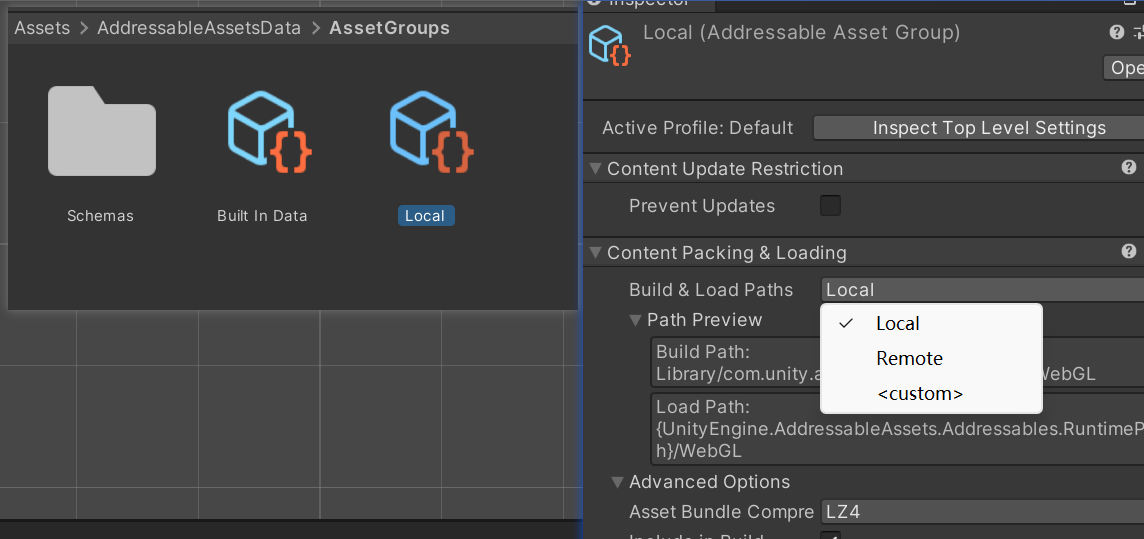 Assets > AddressableAssetsData > AssetGroups
Schemas
Built In Data
Local
Inspector
Local (Addressable Asset Group)
Ope
Active Profile: Default
Inspect Top Level Settings
Content Update Restriction
Prevent Updates
Content Packing & Loading
Build & Load Paths
Local
Local
Remote
<custom>
Path Preview
Build Path:
Library/com.unity.a WebGL
Load Path:
{UnityEngine.AddressableAssets.Addressables.RuntimeP
h}/WebGL
Advanced Options
Asset Bundle Compre LZ4
Include in Build